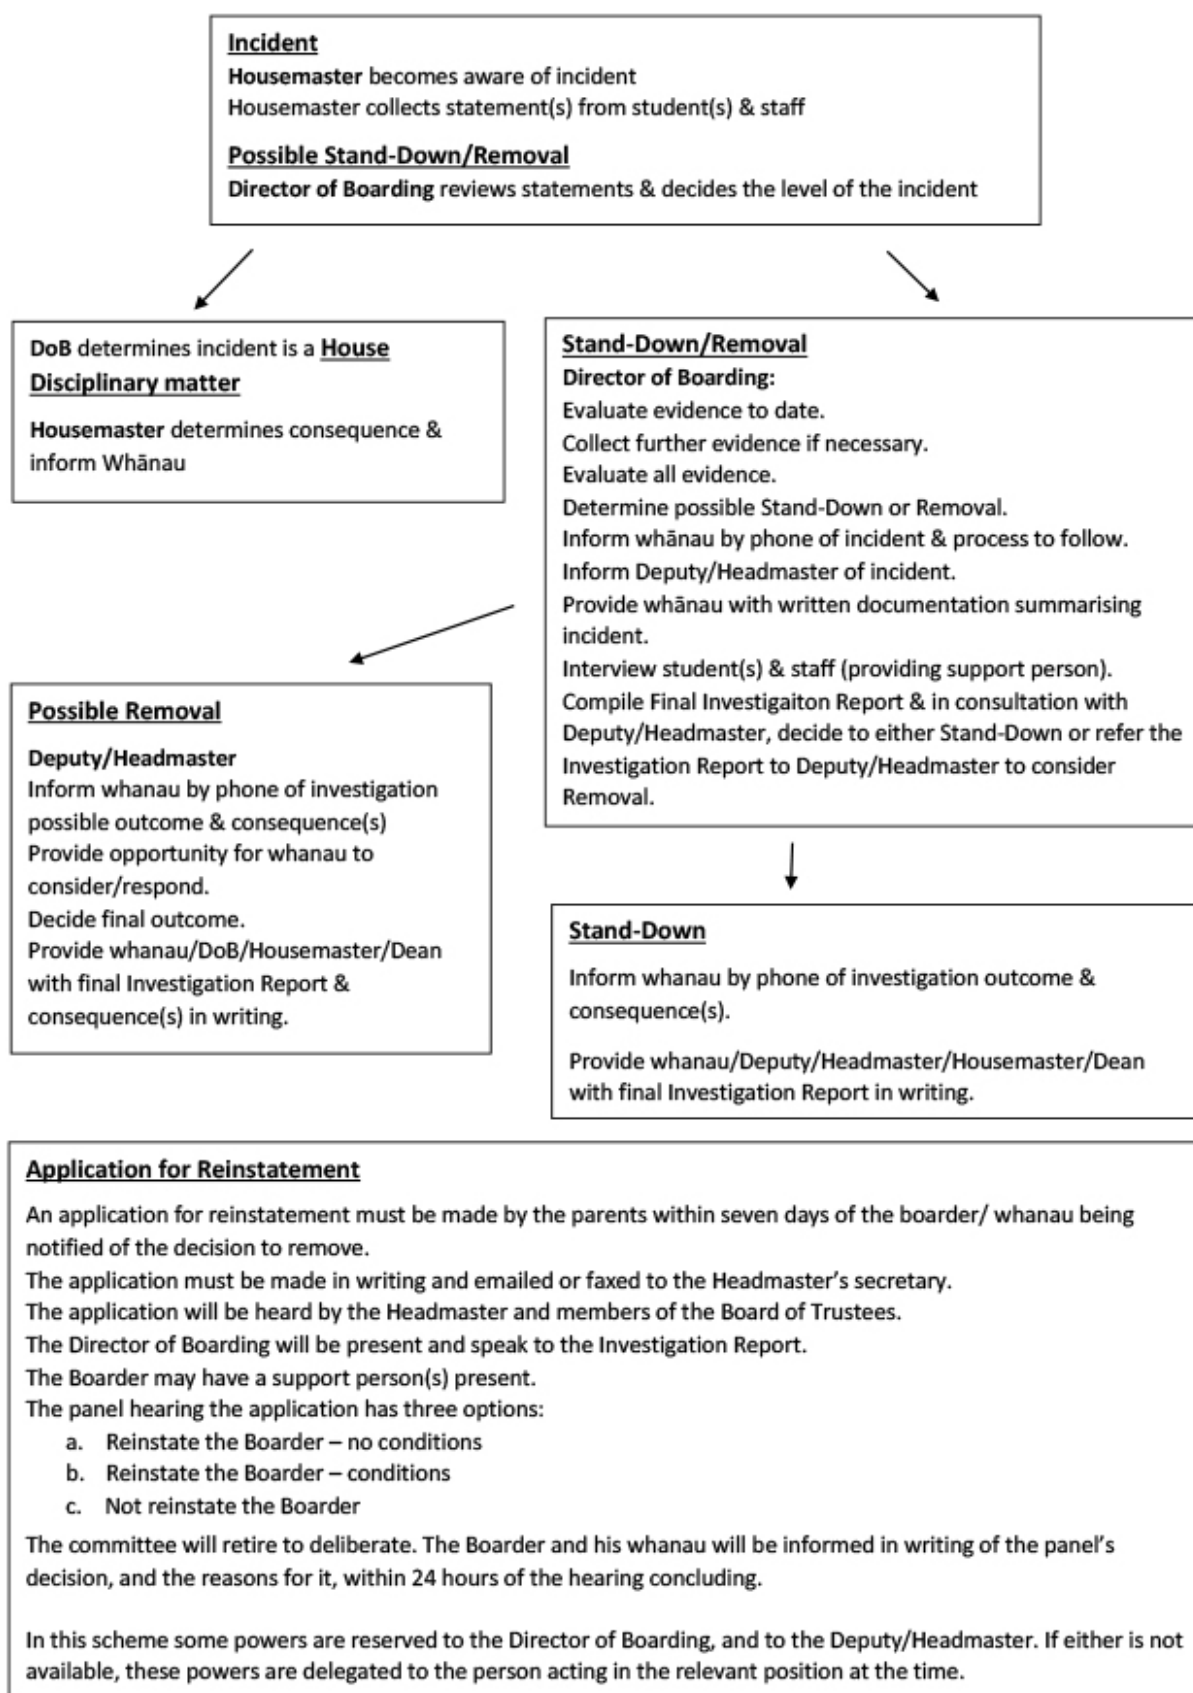 Incident
Housemaster becomes aware of incident
Housemaster collects statement(s) from student(s) & staff
Possible Stand-Down/Removal
Director of Boarding reviews statements & decides the level of the incident
DoB determines incident is a House
Disciplinary matter
Housemaster determines consequence &
inform Whānau
Stand-Down/Removal
Director of Boarding:
Evaluate evidence to date.
Collect further evidence if necessary.
Evaluate all evidence.
Determine possible Stand-Down or Removal.
Inform whānau by phone of incident & process to follow.
Inform Deputy/Headmaster of incident.
Provide whānau with written documentation summarising
incident.
Interview student(s) & staff (providing support person).
Compile Final Investigaiton Report & in consultation with
Deputy/Headmaster, decide to either Stand-Down or refer the
Investigation Report to Deputy/Headmaster to consider
Removal.
Possible Removal
Deputy/Headmaster
Inform whanau by phone of investigation
possible outcome & consequence(s)
Provide opportunity for whanau to
consider/respond.
Decide final outcome.
Provide whanau/DoB/Housemaster/Dean
with final Investigation Report &
consequence(s) in writing.
Stand-Down
Inform whanau by phone of investigation outcome &
consequence(s).
Provide whanau/Deputy/Headmaster/Housemaster/Dean
with final Investigation Report in writing.
Application for Reinstatement
An application for reinstatement must be made by the parents within seven days of the boarder/ whanau being
notified of the decision to remove.
The application must be made in writing and emailed or faxed to the Headmaster's secretary.
The application will be heard by the Headmaster and members of the Board of Trustees.
The Director of Boarding will be present and speak to the Investigation Report.
The Boarder may have a support person(s) present.
The panel hearing the application has three options:
a. Reinstate the Boarder – no conditions
b. Reinstate the Boarder – conditions
c. Not reinstate the Boarder
The committee will retire to deliberate. The Boarder and his whanau will be informed in writing of the panel's
decision, and the reasons for it, within 24 hours of the hearing concluding.
In this scheme some powers are reserved to the Director of Boarding, and to the Deputy/Headmaster. If either is not
available, these powers are delegated to the person acting in the relevant position at the time.